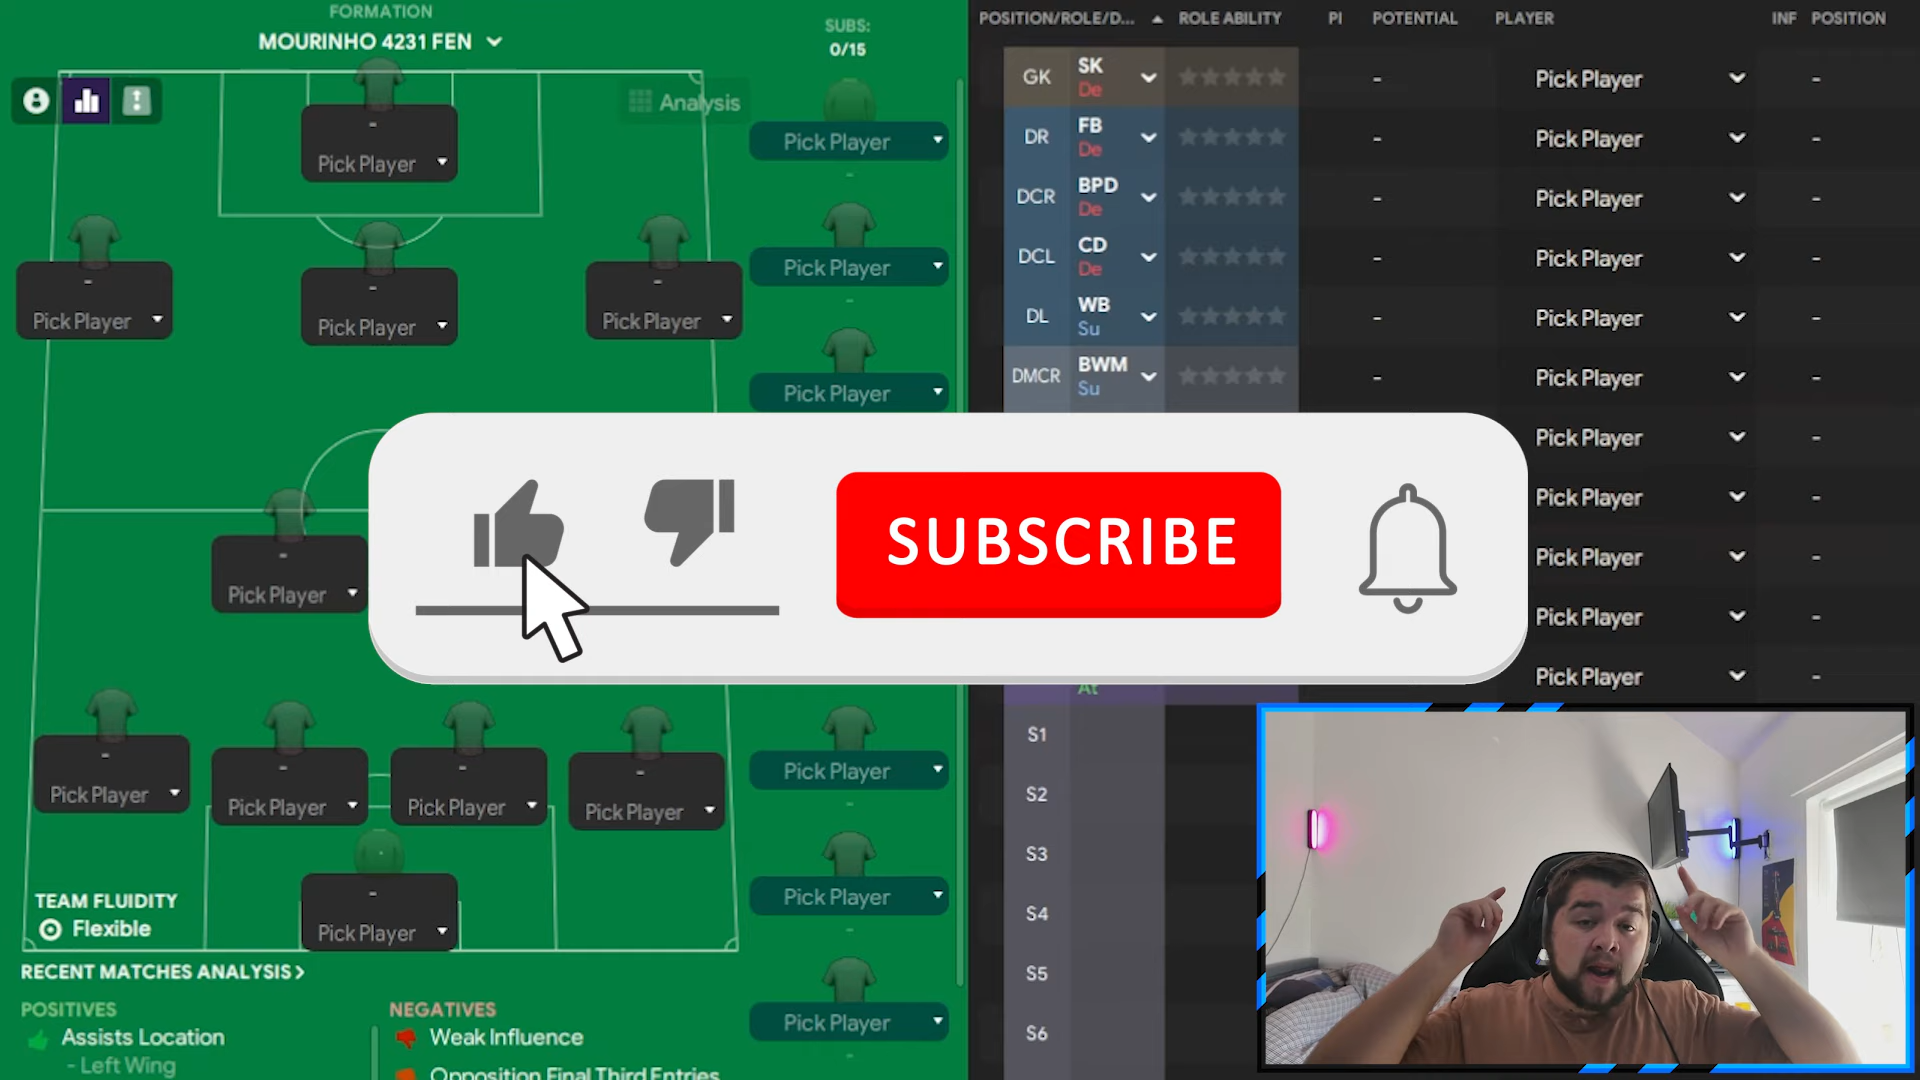 FORMATION
MOURINHO 4231 FEN
SUBS:
0/15
Analysis
-
Pick Player
-
Pick Player
-
Pick Player
-
Pick Player
-
Pick Player
-
Pick Player
-
Pick Player
-
Pick Player
-
Pick Player
-
Pick Player
Pick Player
-
Pick Player
-
Pick Player
Pick Player
-
Pick Player
-
Pick Player
-
TEAM FLUIDITY
Flexible
RECENT MATCHES ANALYSIS >
POSITIVES
Assists Location
- Left Wing
NEGATIVES
Weak Influence
Opposition Final Third Entries
POSITION/ROLE/D... ROLE ABILITY PI POTENTIAL PLAYER INF POSITION
GK SK De - Pick Player -
DR FB De - Pick Player -
DCR BPD De - Pick Player -
DCL CD De - Pick Player -
DL WB Su - Pick Player -
DMCR BWM Su - Pick Player -
Pick Player -
Pick Player -
Pick Player -
Pick Player -
At Pick Player -
S1
S2
S3
S4
S5
S6
SUBSCRIBE